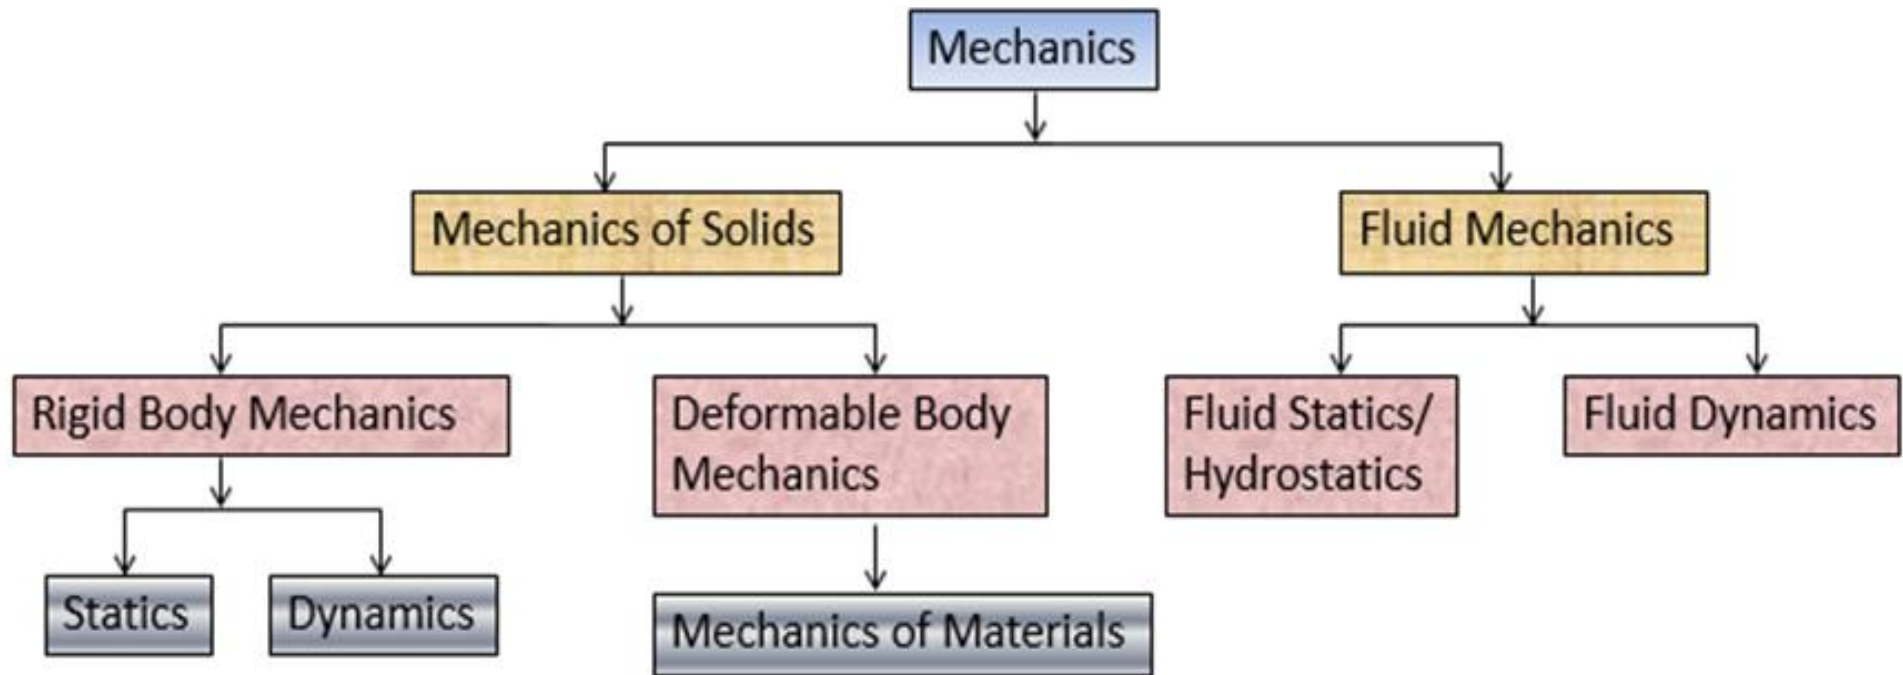 Mechanics
Mechanics of Solids
Fluid Mechanics
Rigid Body Mechanics
Deformable Body
Mechanics
Fluid Statics/
Hydrostatics
Fluid Dynamics
Statics
Dynamics
Mechanics of Materials